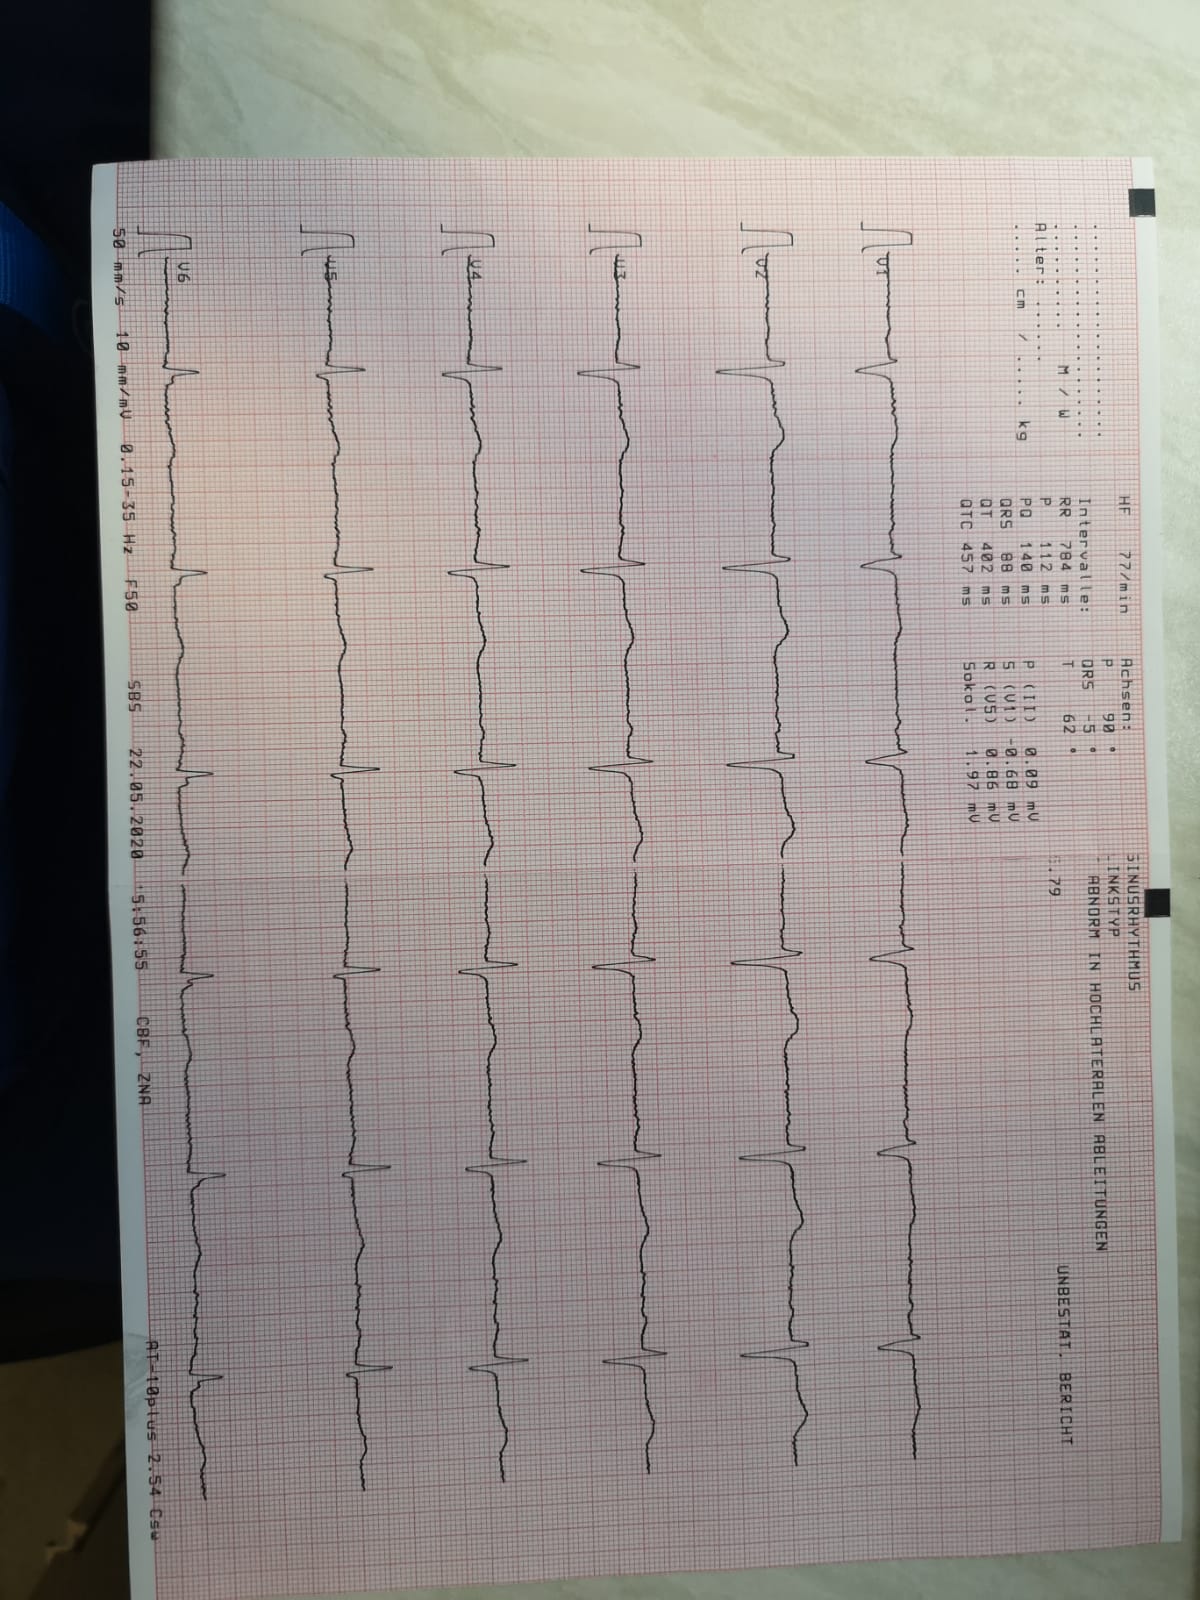 HF 77/min
Intervalle:
RR 784 ms
P 112 ms
PQ 140 ms
QRS 88 ms
QT 402 ms
QTC 457 ms
Achsen:
P 90 °
QRS -5 °
T 62 °
P (II) 0.09 mV
S (V1) -0.68 mV
R (V5) 0.86 mV
Sokol. 1.97 mV
SINUSRHYTHMUS
LINKSTYP
ABNORM IN HOCHLATERALEN ABLEITUNGEN
.79
UNBESTAT. BERICHT
.....................
.....................
........ M / W
Alter: ......
..... cm / ..... kg
V1
V2
V3
V4
V5
V6
50 mm/s 10 mm/mV 0.15-35 Hz F50 SBS 22.05.2020 5:56:55 CBF, ZNA AT-10plus 2.54 Csw